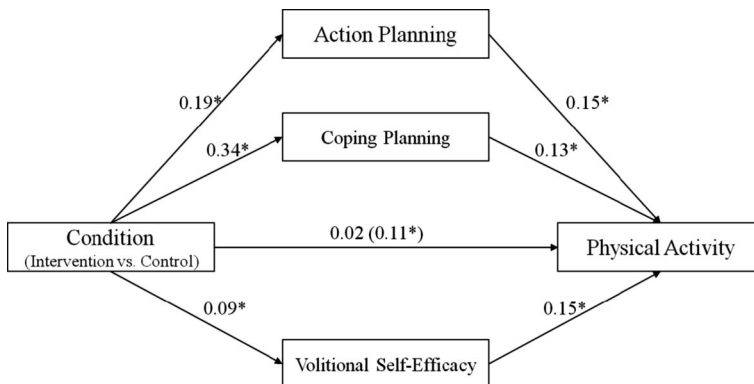 Action Planning
0.19*
0.15*
Coping Planning
0.34*
0.13*
Condition
(Intervention vs. Control)
0.02 (0.11*)
Physical Activity
0.09*
0.15*
Volitional Self-Efficacy